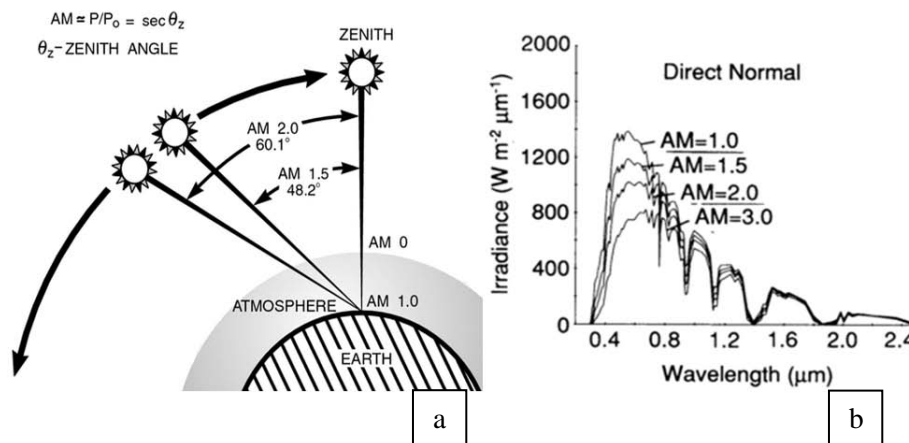 AM ≃ P/Po = sec θz
θz–ZENITH ANGLE
ZENITH
AM 2.0
60.1°
AM 1.5
48.2°
AM 0
ATMOSPHERE
AM 1.0
EARTH
a
Direct Normal
Irradiance (W m⁻² μm⁻¹)
2000
1600
1200
800
400
0
AM=1.0
AM=1.5
AM=2.0
AM=3.0
0.4 0.8 1.2 1.6 2.0 2.4
Wavelength (μm)
b